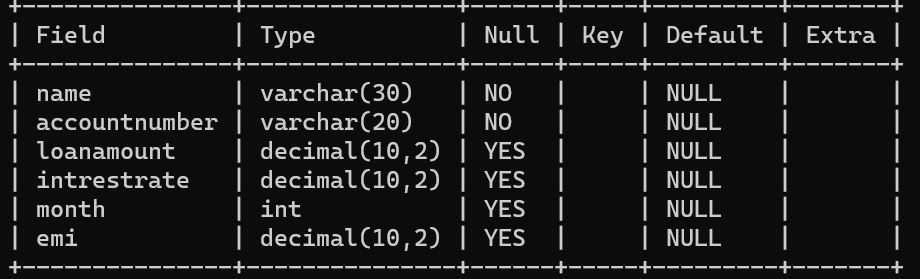 +---------------+---------------+------+-----+---------+-------+
| Field         | Type          | Null | Key | Default | Extra |
+---------------+---------------+------+-----+---------+-------+
| name          | varchar(30)   | NO   |     | NULL    |       |
| accountnumber | varchar(20)   | NO   |     | NULL    |       |
| loanamount    | decimal(10,2) | YES  |     | NULL    |       |
| intrestrate   | decimal(10,2) | YES  |     | NULL    |       |
| month         | int           | YES  |     | NULL    |       |
| emi           | decimal(10,2) | YES  |     | NULL    |       |
+---------------+---------------+------+-----+---------+-------+